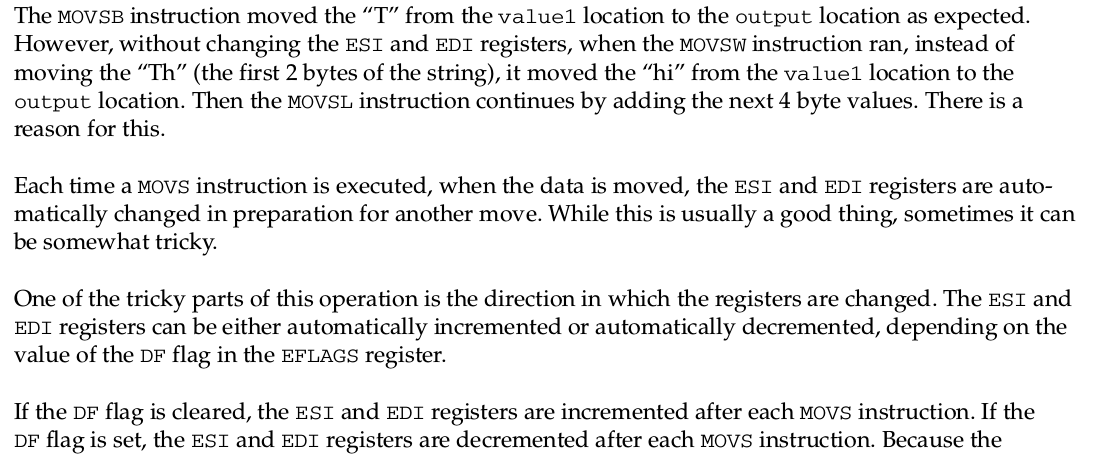 The MOVSB instruction moved the “T” from the value1 location to the output location as expected.
However, without changing the ESI and EDI registers, when the MOVSW instruction ran, instead of
moving the “Th” (the first 2 bytes of the string), it moved the “hi” from the value1 location to the
output location. Then the MOVSL instruction continues by adding the next 4 byte values. There is a
reason for this.
Each time a MOVS instruction is executed, when the data is moved, the ESI and EDI registers are auto-
matically changed in preparation for another move. While this is usually a good thing, sometimes it can
be somewhat tricky.
One of the tricky parts of this operation is the direction in which the registers are changed. The ESI and
EDI registers can be either automatically incremented or automatically decremented, depending on the
value of the DF flag in the EFLAGS register.
If the DF flag is cleared, the ESI and EDI registers are incremented after each MOVS instruction. If the
DF flag is set, the ESI and EDI registers are decremented after each MOVS instruction. Because the